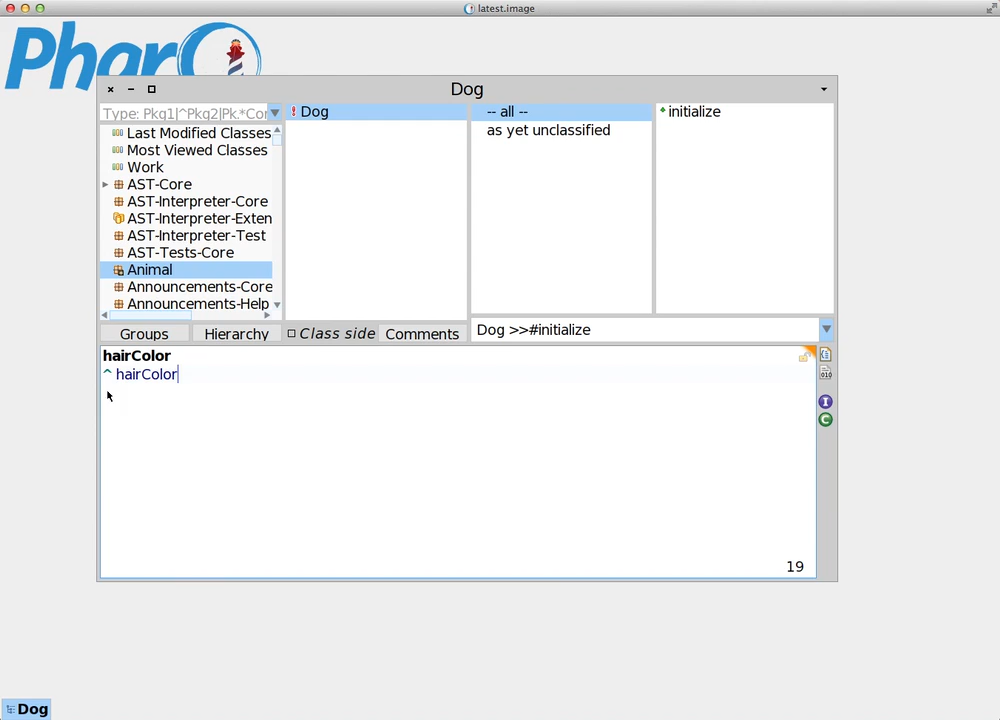 latest.image
Pharo
Dog
Type: Pkg1|^Pkg2|Pk.*Cor
Last Modified Classes
Most Viewed Classes
Work
AST-Core
AST-Interpreter-Core
AST-Interpreter-Exten
AST-Interpreter-Test
AST-Tests-Core
Animal
Announcements-Core
Announcements-Help
Dog
-- all --
as yet unclassified
initialize
Groups
Hierarchy
Class side
Comments
Dog >>#initialize
hairColor
^ hairColor
010
I
C
19
Dog